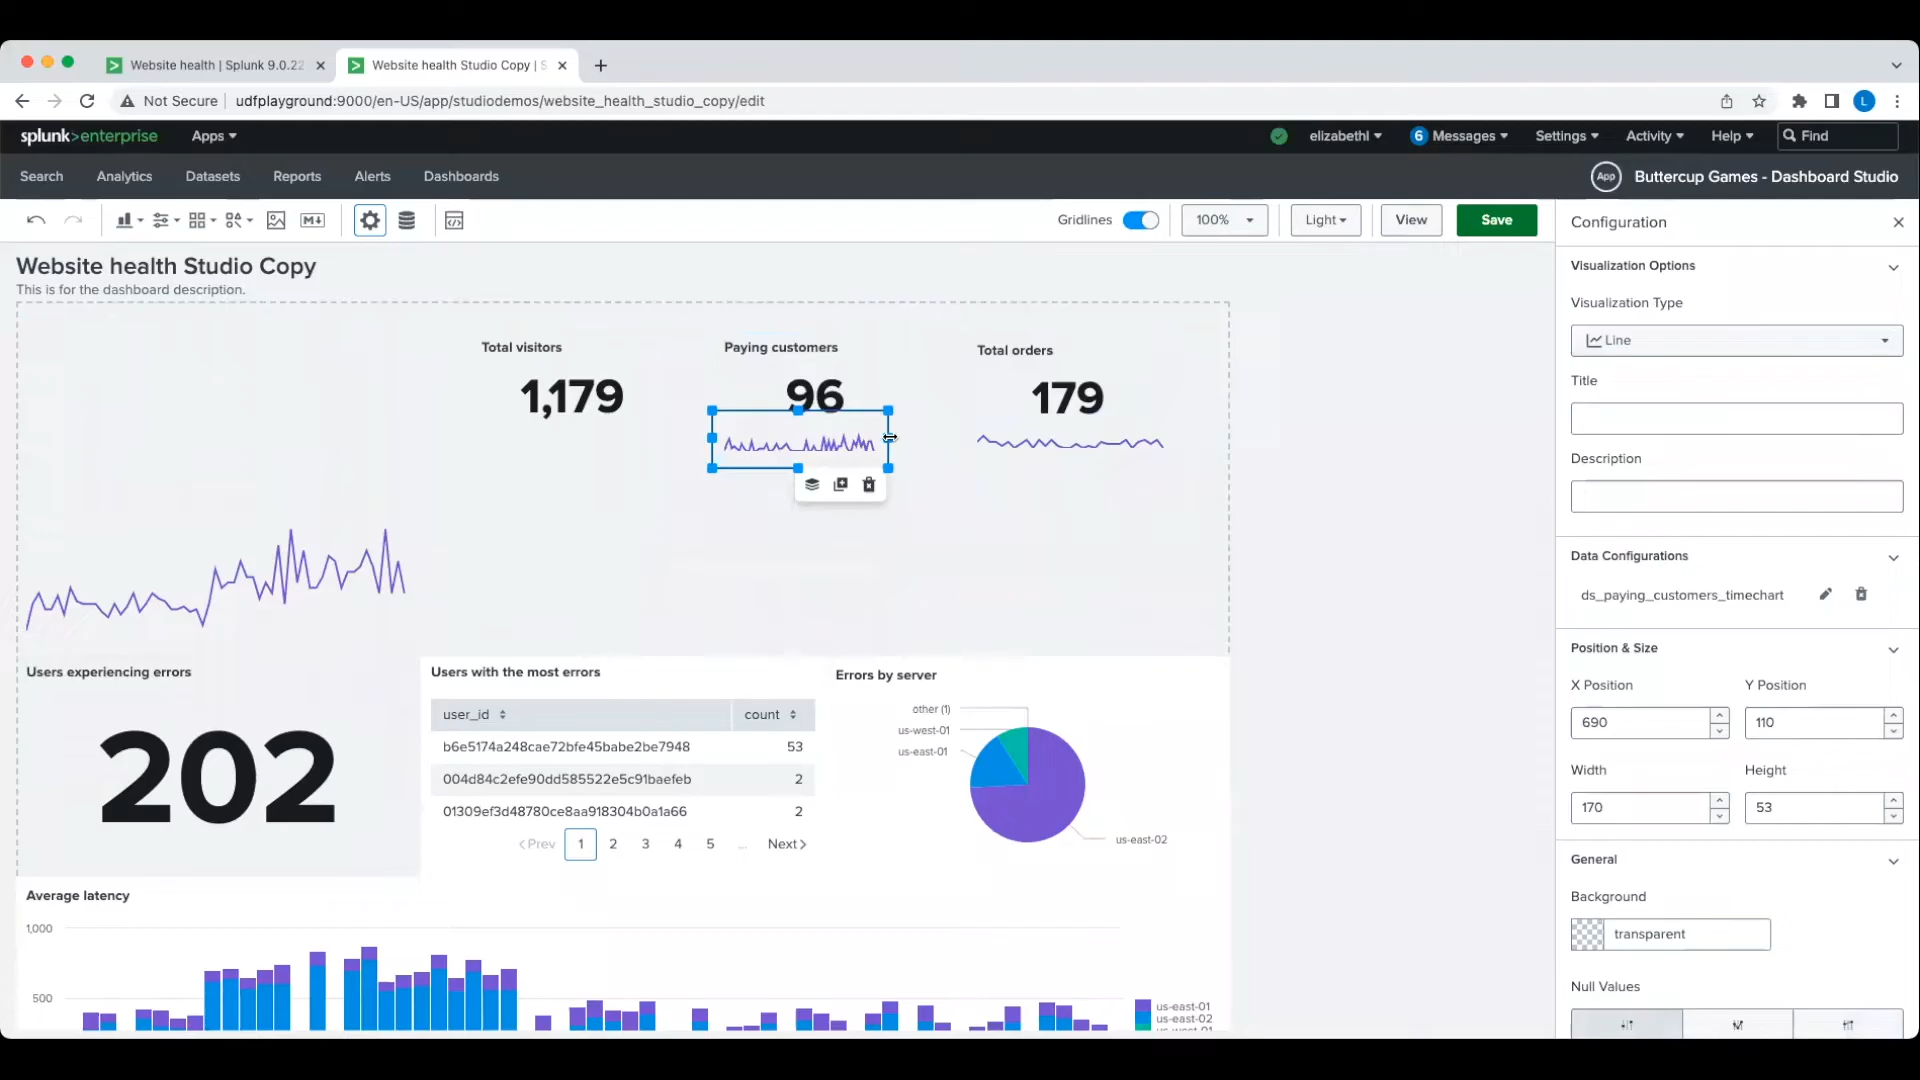 Website health | Splunk 9.0.22
Website health Studio Copy | S
Not Secure
udfplayground:9000/en-US/app/studiodemos/website_health_studio_copy/edit
L
splunk>enterprise
Apps
elizabethl
6 Messages
Settings
Activity
Help
Find
Search
Analytics
Datasets
Reports
Alerts
Dashboards
App
Buttercup Games - Dashboard Studio
M
Gridlines
100%
Light
View
Save
Configuration
Website health Studio Copy
This is for the dashboard description.
Total visitors
1,179
Paying customers
96
Total orders
179
Users experiencing errors
202
Users with the most errors
user_id
count
b6e5174a248cae72bfe45babe2be7948
53
004d84c2efe90dd585522e5c91baefeb
2
01309ef3d48780ce8aa918304b0a1a66
2
<Prev
1
2
3
4
5
...
Next>
Errors by server
other (1)
us-west-01
us-east-01
us-east-02
Average latency
1,000
500
us-east-01
us-east-02
us-west-01
Visualization Options
Visualization Type
Line
Title
Description
Data Configurations
ds_paying_customers_timechart
Position & Size
X Position
Y Position
690
110
Width
Height
170
53
General
Background
transparent
Null Values